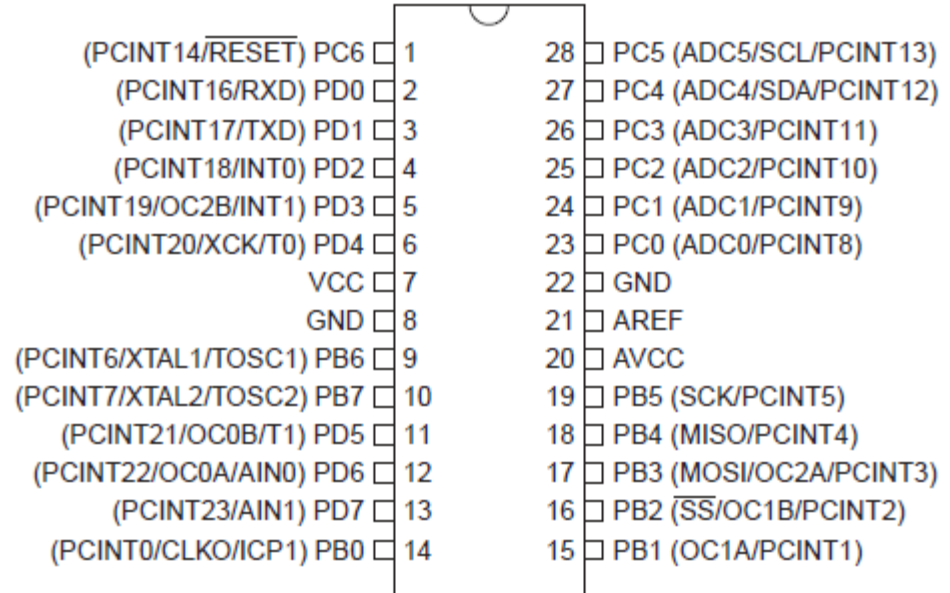 (PCINT14/RESET) PC6 1 28 PC5 (ADC5/SCL/PCINT13)
(PCINT16/RXD) PD0 2 27 PC4 (ADC4/SDA/PCINT12)
(PCINT17/TXD) PD1 3 26 PC3 (ADC3/PCINT11)
(PCINT18/INT0) PD2 4 25 PC2 (ADC2/PCINT10)
(PCINT19/OC2B/INT1) PD3 5 24 PC1 (ADC1/PCINT9)
(PCINT20/XCK/T0) PD4 6 23 PC0 (ADC0/PCINT8)
VCC 7 22 GND
GND 8 21 AREF
(PCINT6/XTAL1/TOSC1) PB6 9 20 AVCC
(PCINT7/XTAL2/TOSC2) PB7 10 19 PB5 (SCK/PCINT5)
(PCINT21/OC0B/T1) PD5 11 18 PB4 (MISO/PCINT4)
(PCINT22/OC0A/AIN0) PD6 12 17 PB3 (MOSI/OC2A/PCINT3)
(PCINT23/AIN1) PD7 13 16 PB2 (SS/OC1B/PCINT2)
(PCINT0/CLKO/ICP1) PB0 14 15 PB1 (OC1A/PCINT1)